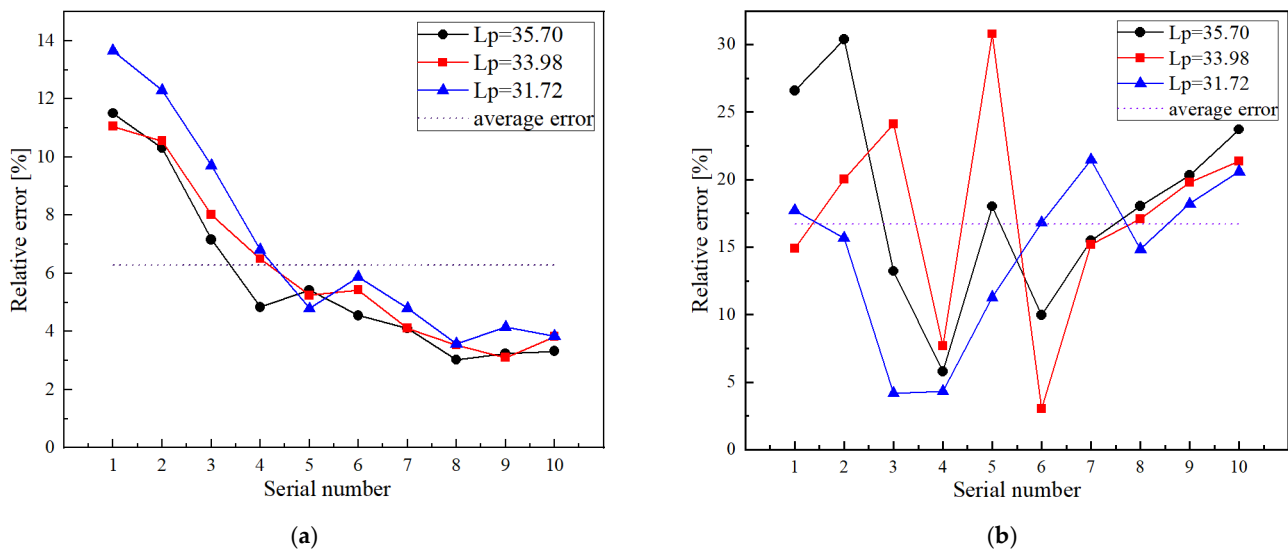 14
12
10
8
6
4
2
0
Relative error [%]
Lp=35.70
Lp=33.98
Lp=31.72
average error
1 2 3 4 5 6 7 8 9 10
Serial number
(a)
30
25
20
15
10
5
0
Relative error [%]
Lp=35.70
Lp=33.98
Lp=31.72
average error
1 2 3 4 5 6 7 8 9 10
Serial number
(b)